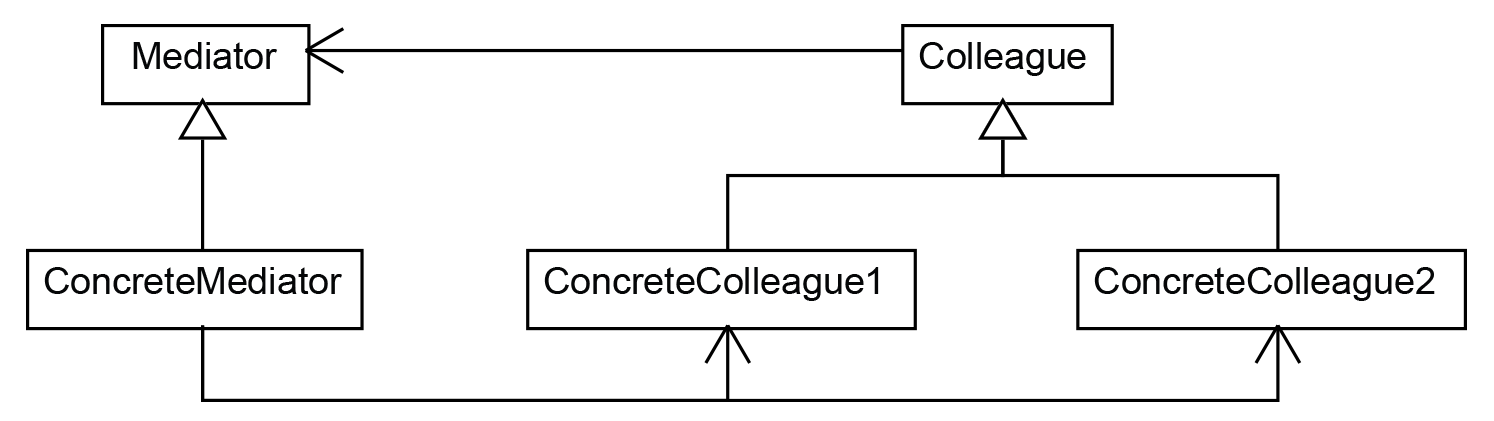 Mediator
Colleague
ConcreteMediator
ConcreteColleague1
ConcreteColleague2